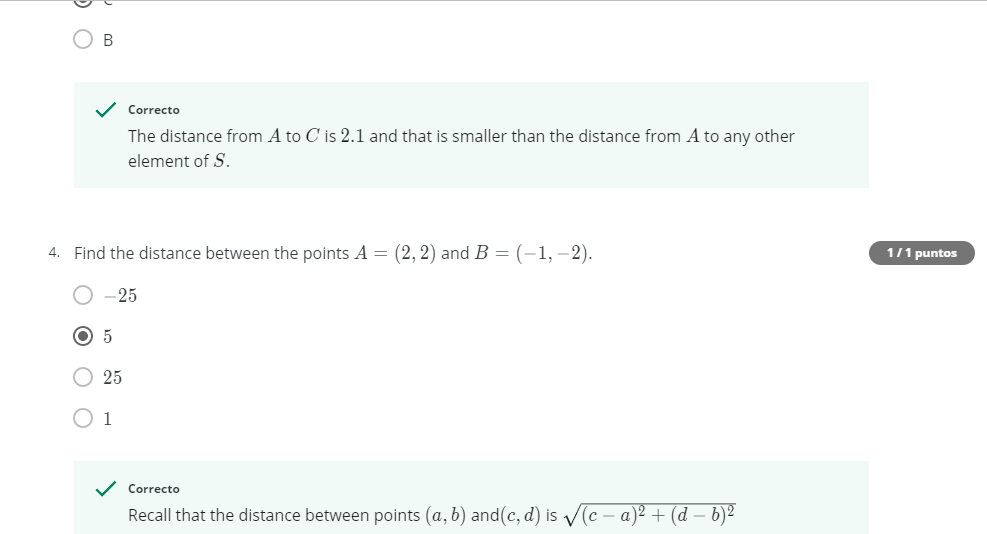 B
Correcto
The distance from A to C is 2.1 and that is smaller than the distance from A to any other
element of S.
4. Find the distance between the points A = (2, 2) and B = (−1, −2).
1 / 1 puntos
−25
5
25
1
Correcto
Recall that the distance between points (a, b) and(c, d) is √(c − a)² + (d − b)²